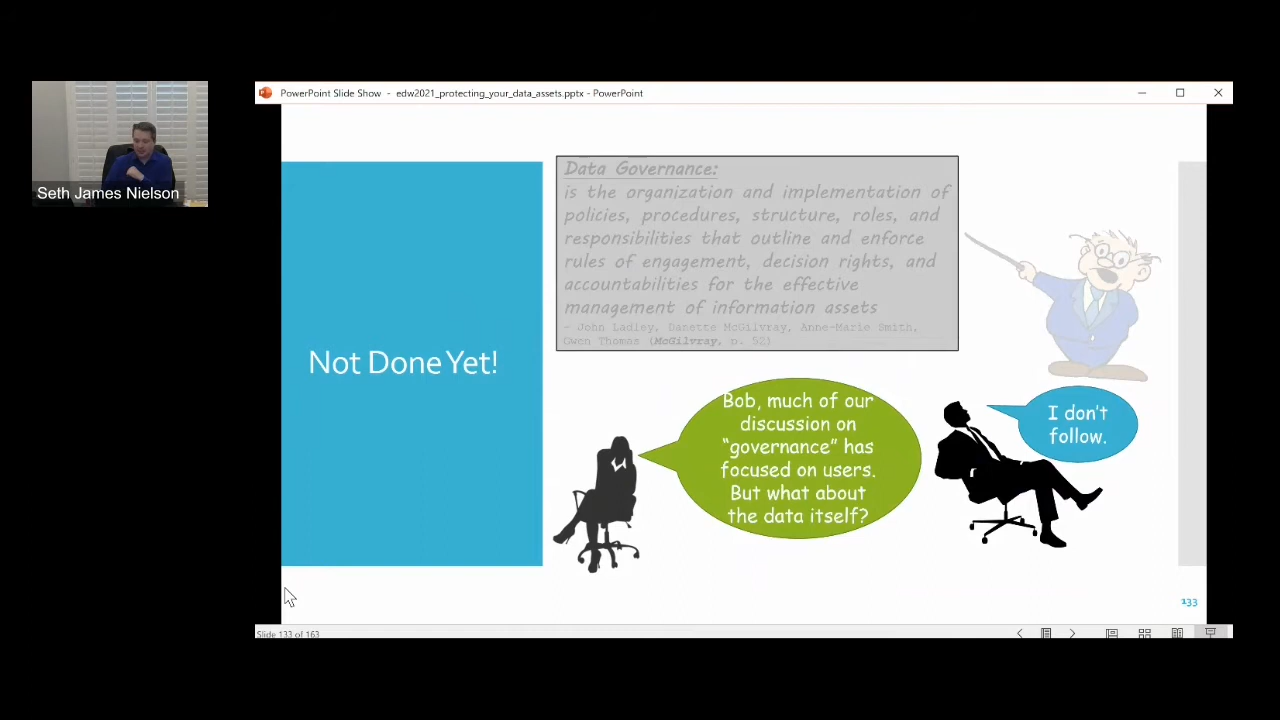 PowerPoint Slide Show - edw2021_protecting_your_data_assets.pptx - PowerPoint
Seth James Nielson
Data Governance:
is the organization and implementation of
policies, procedures, structure, roles, and
responsibilities that outline and enforce
rules of engagement, decision rights, and
accountabilities for the effective
management of information assets
- John Ladley, Danette McGilvray, Anne-Marie Smith,
Gwen Thomas (McGilvray, p. 52)
Not Done Yet!
Bob, much of our
discussion on
"governance" has
focused on users.
But what about
the data itself?
I don't
follow.
133
Slide 133 of 163